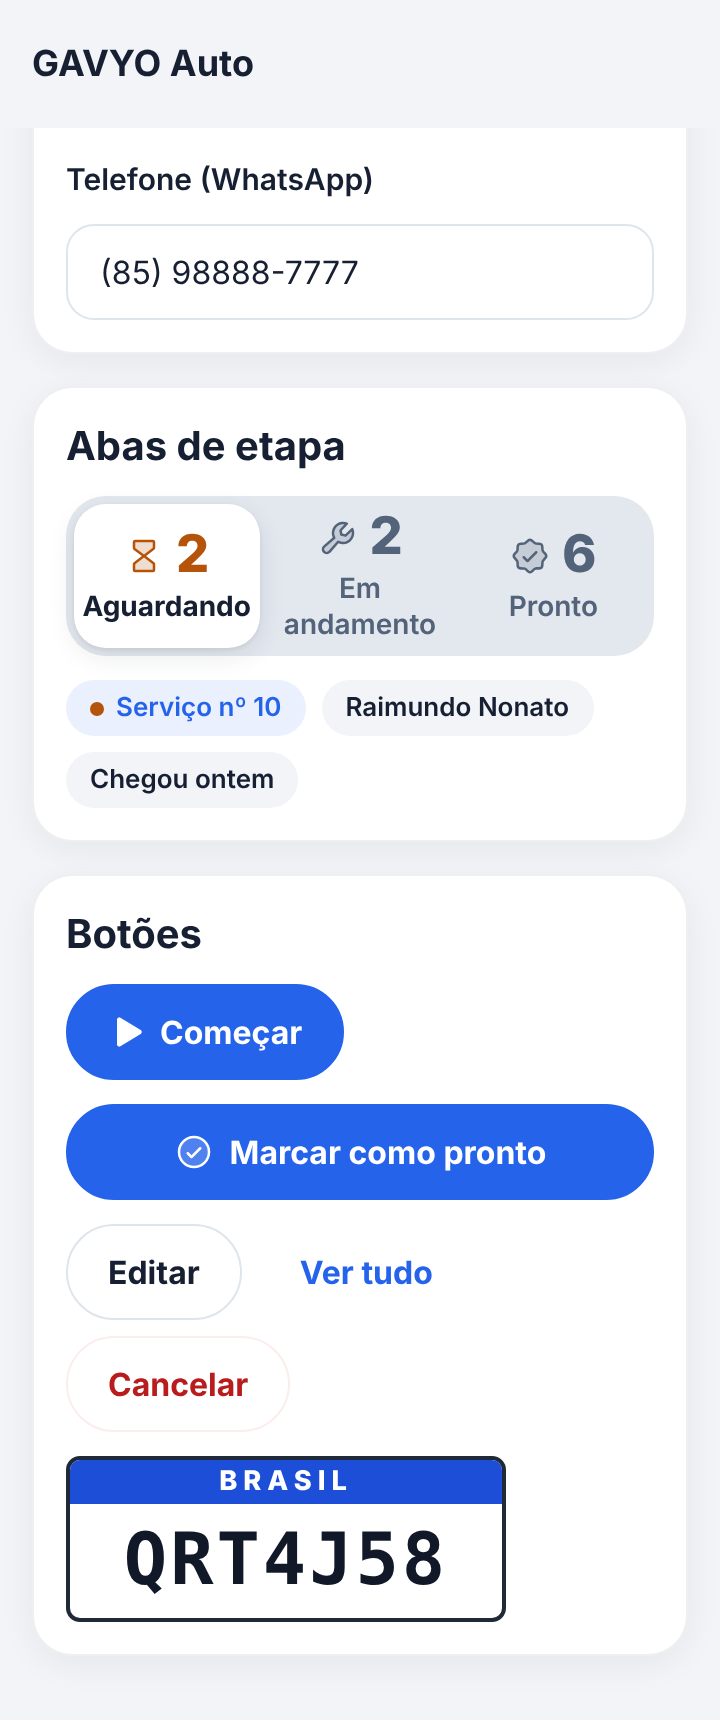 GAVYO Auto
Telefone (WhatsApp)
(85) 98888-7777
Abas de etapa
2
Aguardando
2
Em
andamento
6
Pronto
Serviço nº 10
Raimundo Nonato
Chegou ontem
Botões
Começar
Marcar como pronto
Editar
Ver tudo
Cancelar
BRASIL
QRT4J58